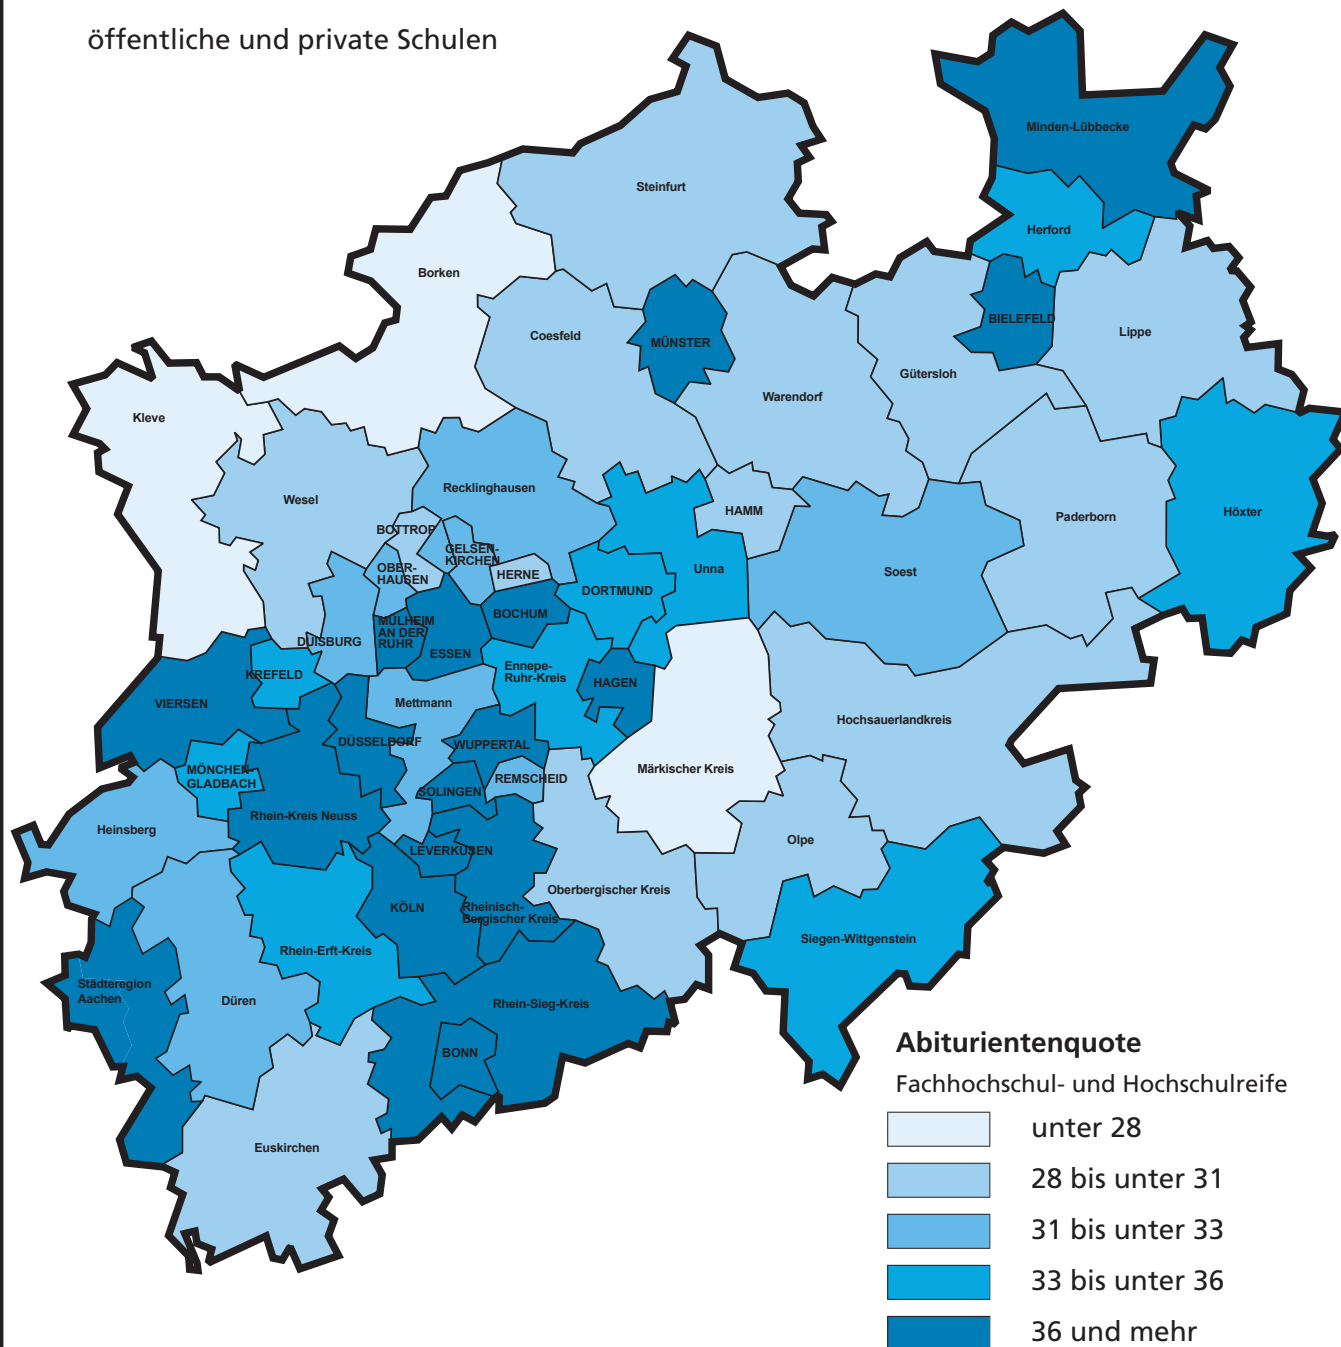 öffentliche und private Schulen
Minden-Lübbecke
Steinfurt
Herford
Borken
BIELEFELD
Lippe
Coesfeld
MÜNSTER
Gütersloh
Warendorf
Kleve
Recklinghausen
Wesel
HAMM
Höxter
Paderborn
BOTTROP
GELSEN-
KIRCHEN
OBER-
HAUSEN
HERNE
Unna
Soest
DORTMUND
BOCHUM
MÜLHEIM
AN DER
RUHR
DUISBURG
ESSEN
Ennepe-
Ruhr-Kreis
KREFELD
HAGEN
VIERSEN
Mettmann
Hochsauerlandkreis
DÜSSELDORF
WUPPERTAL
MÖNCHEN-
GLADBACH
Märkischer Kreis
REMSCHEID
SOLINGEN
Rhein-Kreis Neuss
Heinsberg
Olpe
LEVERKUSEN
Oberbergischer Kreis
KÖLN
Rheinisch-
Bergischer Kreis
Siegen-Wittgenstein
Rhein-Erft-Kreis
Städteregion
Aachen
Düren
Rhein-Sieg-Kreis
BONN
Euskirchen
Abiturientenquote
Fachhochschul- und Hochschulreife
unter 28
28 bis unter 31
31 bis unter 33
33 bis unter 36
36 und mehr